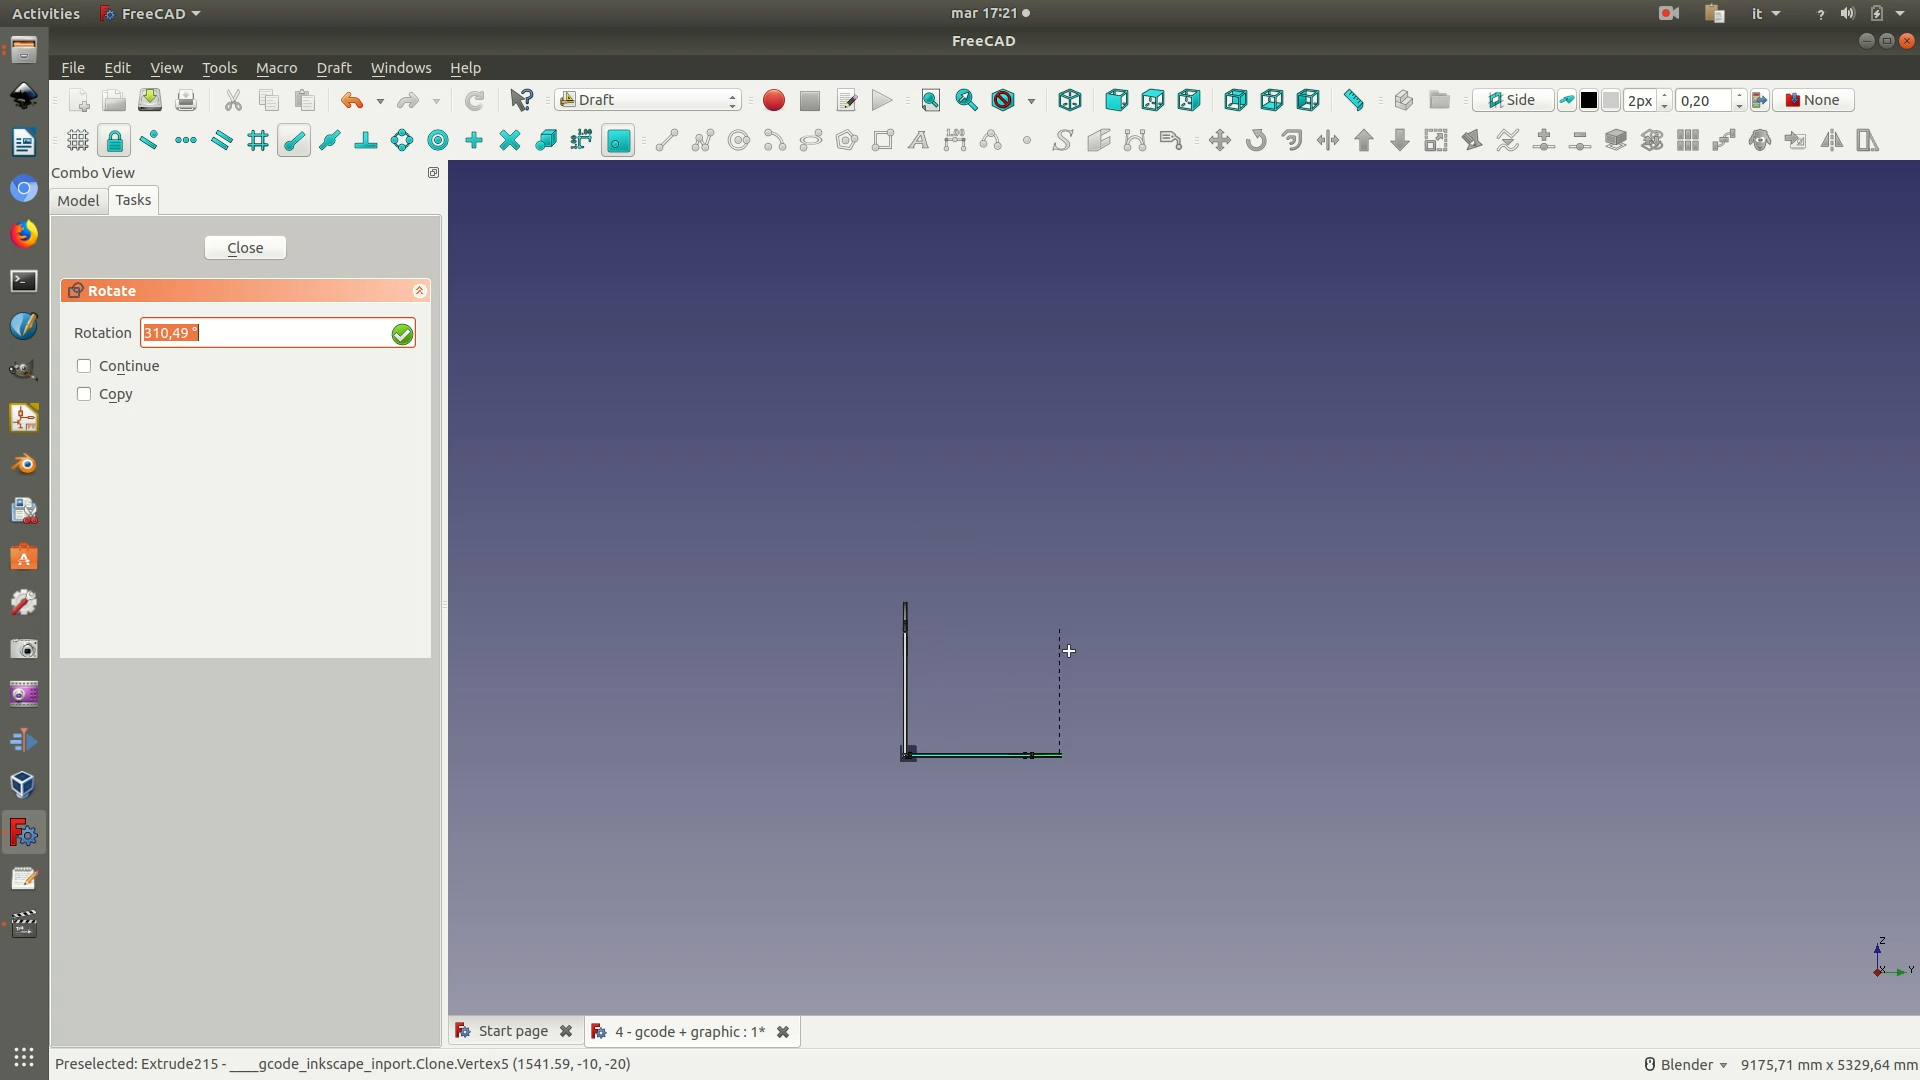 Activities FreeCAD mar 17:21 it ?
FreeCAD
File Edit View Tools Macro Draft Windows Help
Draft Side 2px 0,20 None
Combo View
Model Tasks
Close
Rotate
Rotation 310,49 °
Continue
Copy
Z
X Y
Start page 4 - gcode + graphic : 1*
Preselected: Extrude215 - ____gcode_inkscape_inport.Clone.Vertex5 (1541.59, -10, -20) Blender 9175,71 mm x 5329,64 mm